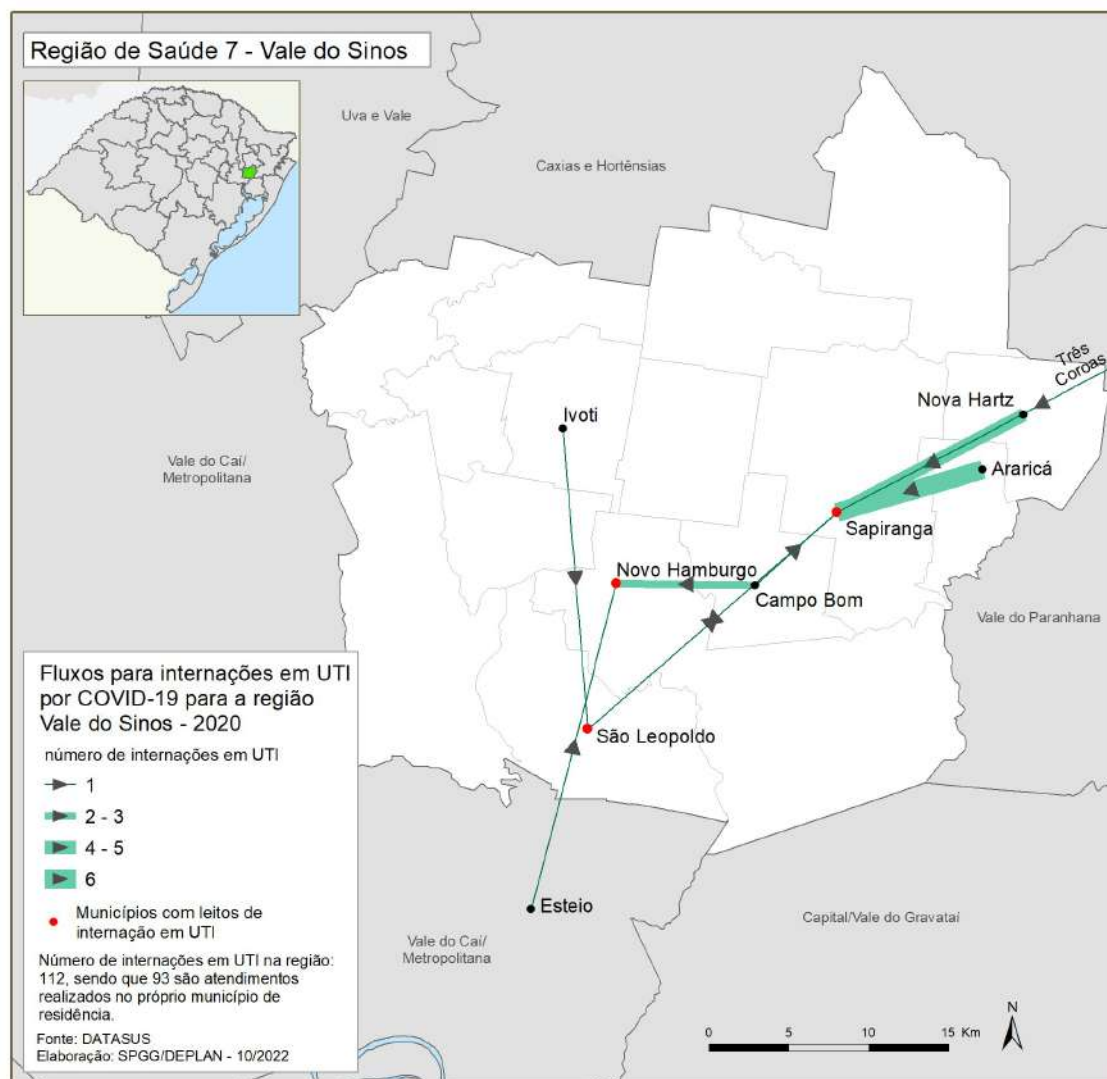 Região de Saúde 7 - Vale do Sinos
Uva e Vale
Caxias e Hortênsias
Três
Coroas
Nova Hartz
Ivoti
Araricá
Vale do Caí/
Metropolitana
Sapiranga
Novo Hamburgo
Campo Bom
Vale do Paranhana
São Leopoldo
Esteio
Capital/Vale do Gravataí
Vale do Caí/
Metropolitana
Fluxos para internações em UTI
por COVID-19 para a região
Vale do Sinos - 2020
número de internações em UTI
1
2 - 3
4 - 5
6
Municípios com leitos de
internação em UTI
Número de internações em UTI na região:
112, sendo que 93 são atendimentos
realizados no próprio município de
residência.
Fonte: DATASUS
Elaboração: SPGG/DEPLAN - 10/2022
0 5 10 15 Km
N